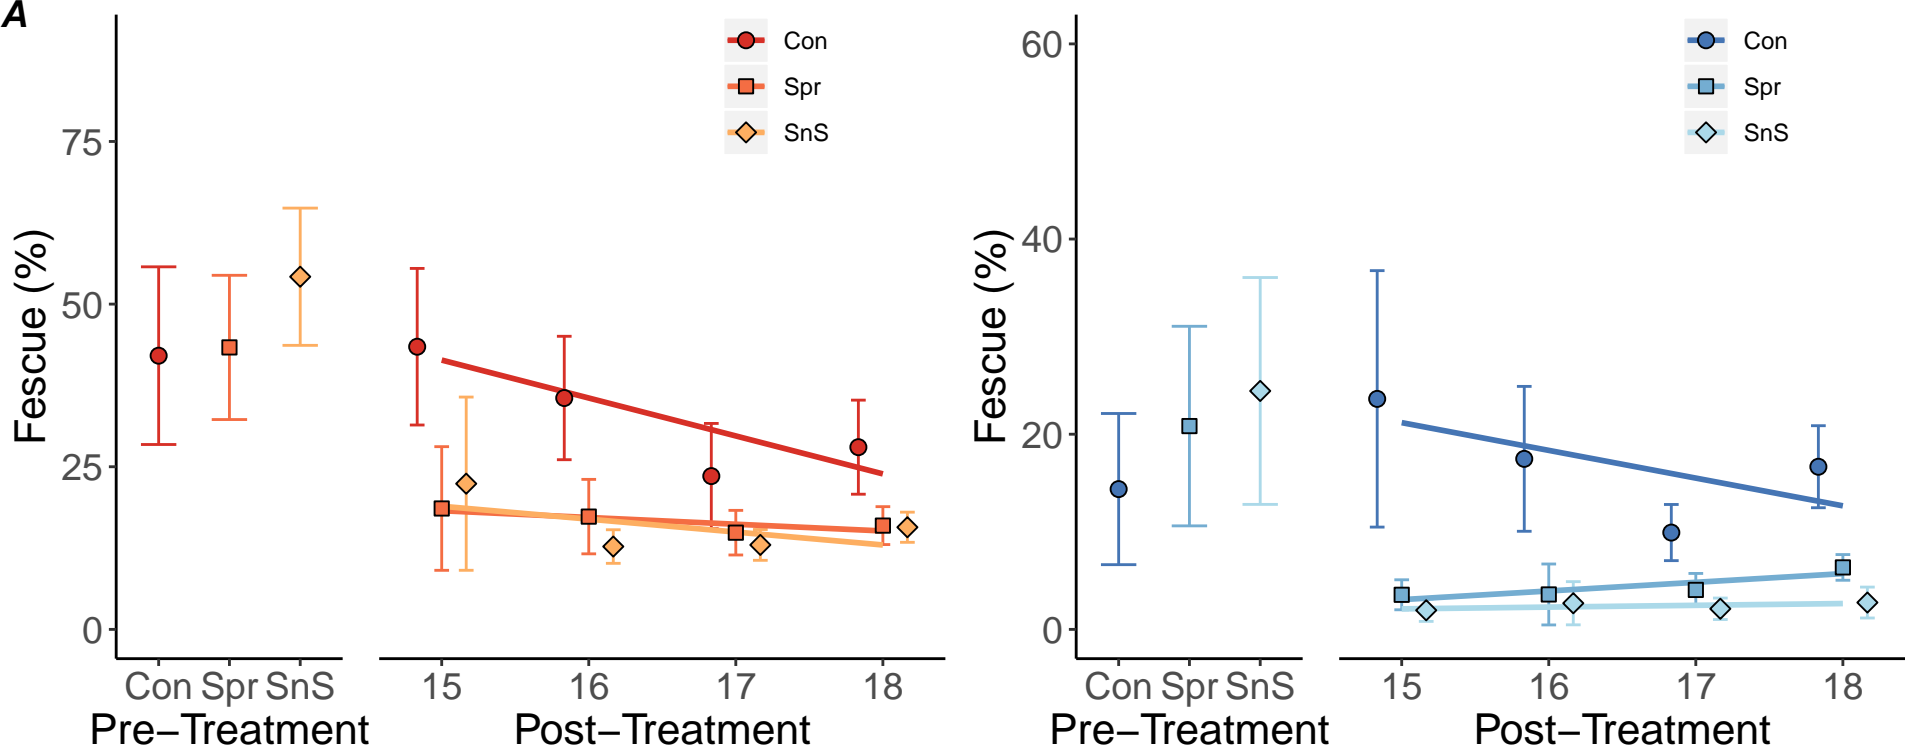 A
Con
Spr
SnS
75
50
25
0
Fescue (%)
Con Spr SnS
15 16 17 18
Pre−Treatment
Post−Treatment
Con
Spr
SnS
60
40
20
0
Fescue (%)
Con Spr SnS
15 16 17 18
Pre−Treatment
Post−Treatment